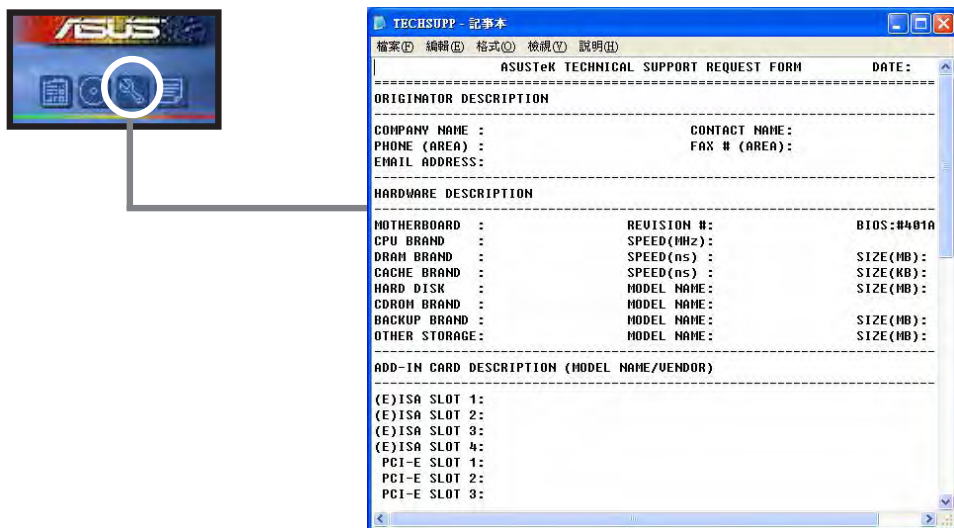 ASUS
TECHSUPP - 記事本
檔案(F) 編輯(E) 格式(O) 檢視(V) 說明(H)
ASUSTeK TECHNICAL SUPPORT REQUEST FORM DATE:
ORIGINATOR DESCRIPTION
COMPANY NAME : CONTACT NAME:
PHONE (AREA) : FAX # (AREA):
EMAIL ADDRESS:
HARDWARE DESCRIPTION
MOTHERBOARD : REVISION #: BIOS:#401A
CPU BRAND : SPEED(MHz):
DRAM BRAND : SPEED(ns) : SIZE(MB):
CACHE BRAND : SPEED(ns) : SIZE(KB):
HARD DISK : MODEL NAME: SIZE(MB):
CDROM BRAND : MODEL NAME:
BACKUP BRAND : MODEL NAME: SIZE(MB):
OTHER STORAGE: MODEL NAME: SIZE(MB):
ADD-IN CARD DESCRIPTION (MODEL NAME/VENDOR)
(E)ISA SLOT 1:
(E)ISA SLOT 2:
(E)ISA SLOT 3:
(E)ISA SLOT 4:
PCI-E SLOT 1:
PCI-E SLOT 2:
PCI-E SLOT 3: